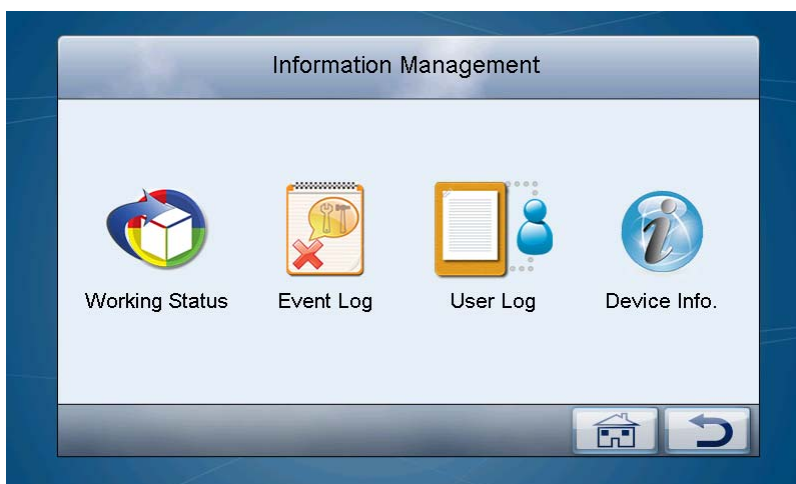 Information Management
Working Status
Event Log
User Log
Device Info.